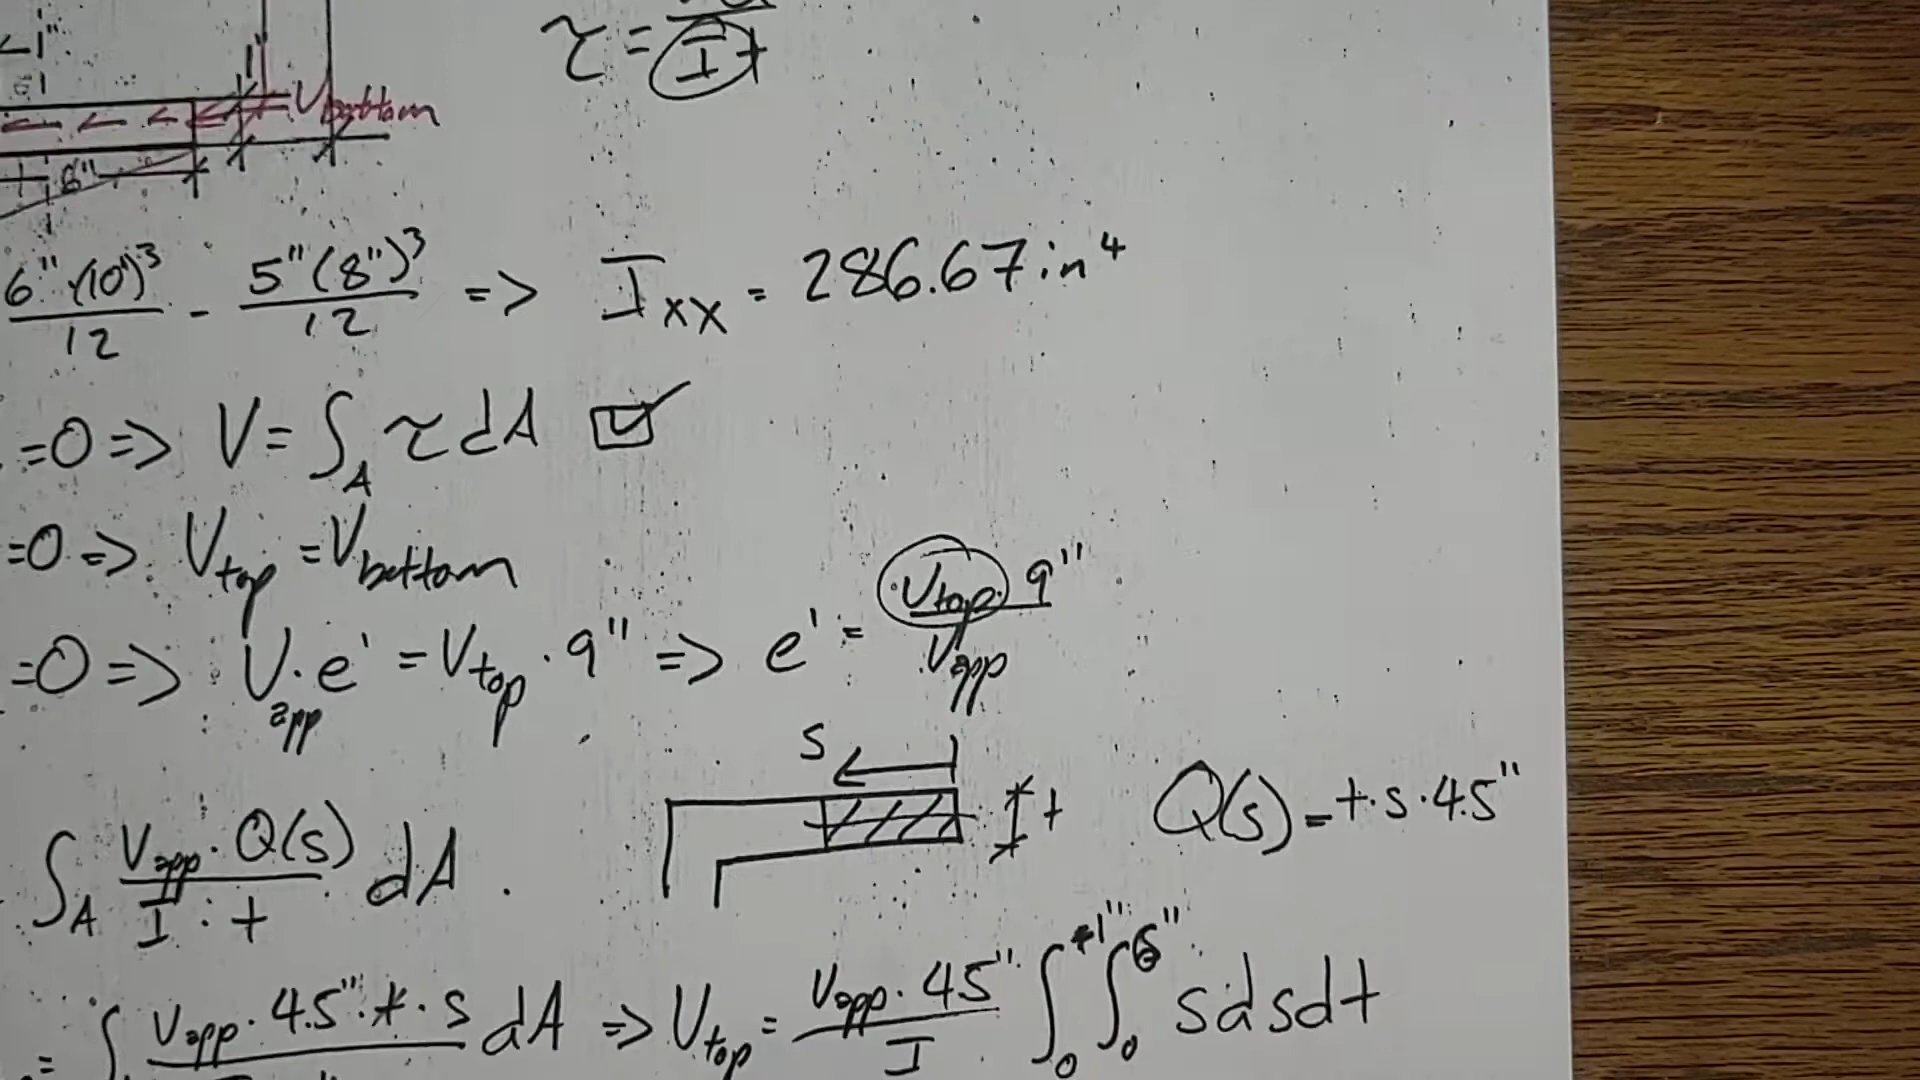 τ = / I t
1"
1"
V bottom
6"
6"·(10")³/12 - 5"(8")³/12 => Ixx = 286.67 in⁴
=0 => V = ∫A τ dA ☑
=0 => Vtop = Vbottom
=0 => Vapp · e' = Vtop · 9" => e' = Vtop · 9" / Vapp
s
t
Q(s) = t·s·4.5"
∫A Vapp · Q(s) / I · t dA
= ∫ Vapp · 4.5" · t · s dA => Vtop = Vapp · 4.5" / I ∫₀^1" ∫₀^6" s ds dt